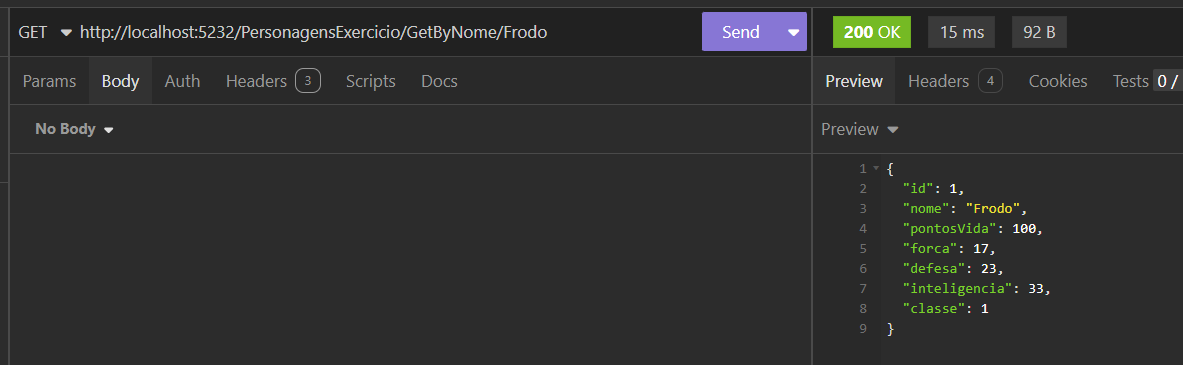 GET http://localhost:5232/PersonagensExercicio/GetByNome/Frodo Send 200 OK 15 ms 92 B
Params Body Auth Headers 3 Scripts Docs Preview Headers 4 Cookies Tests 0 /
No Body Preview
1 {
2 "id": 1,
3 "nome": "Frodo",
4 "pontosVida": 100,
5 "forca": 17,
6 "defesa": 23,
7 "inteligencia": 33,
8 "classe": 1
9 }